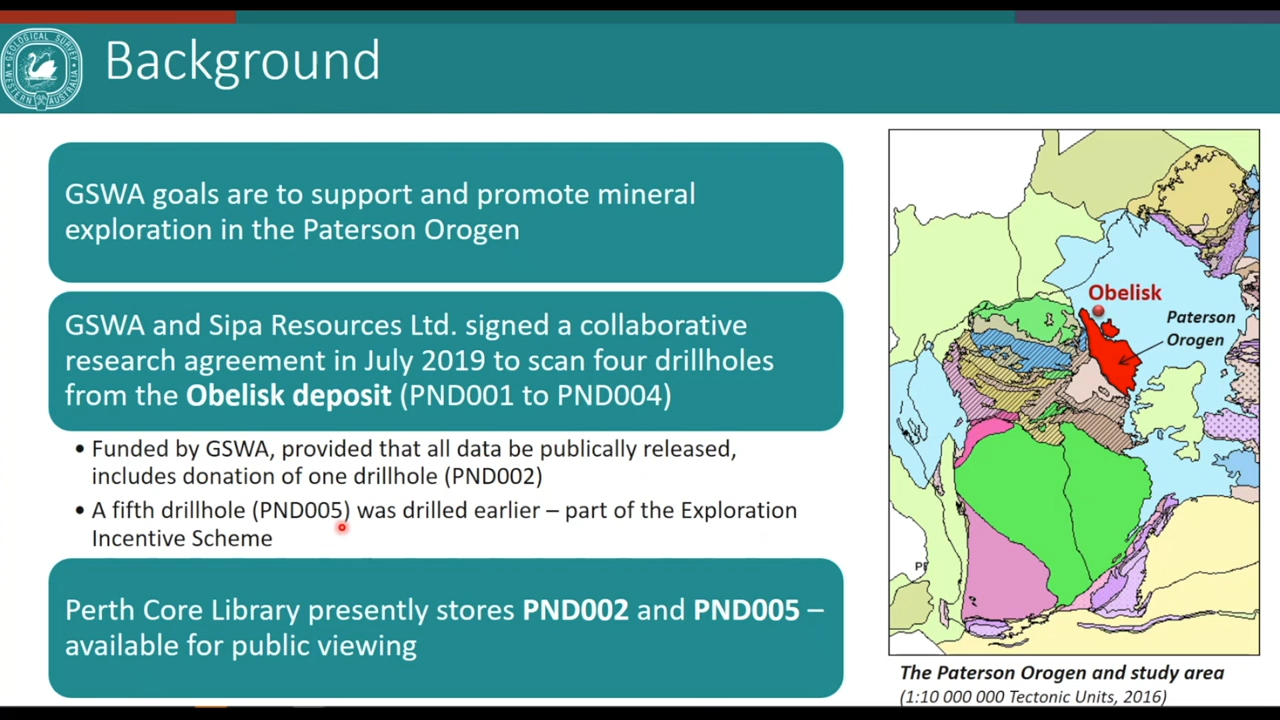 GEOLOGICAL SURVEY
WESTERN AUSTRALIA
Background
GSWA goals are to support and promote mineral
exploration in the Paterson Orogen
GSWA and Sipa Resources Ltd. signed a collaborative
research agreement in July 2019 to scan four drillholes
from the Obelisk deposit (PND001 to PND004)
• Funded by GSWA, provided that all data be publically released,
includes donation of one drillhole (PND002)
• A fifth drillhole (PND005) was drilled earlier – part of the Exploration
Incentive Scheme
Perth Core Library presently stores PND002 and PND005 –
available for public viewing
Obelisk
Paterson
Orogen
The Paterson Orogen and study area
(1:10 000 000 Tectonic Units, 2016)